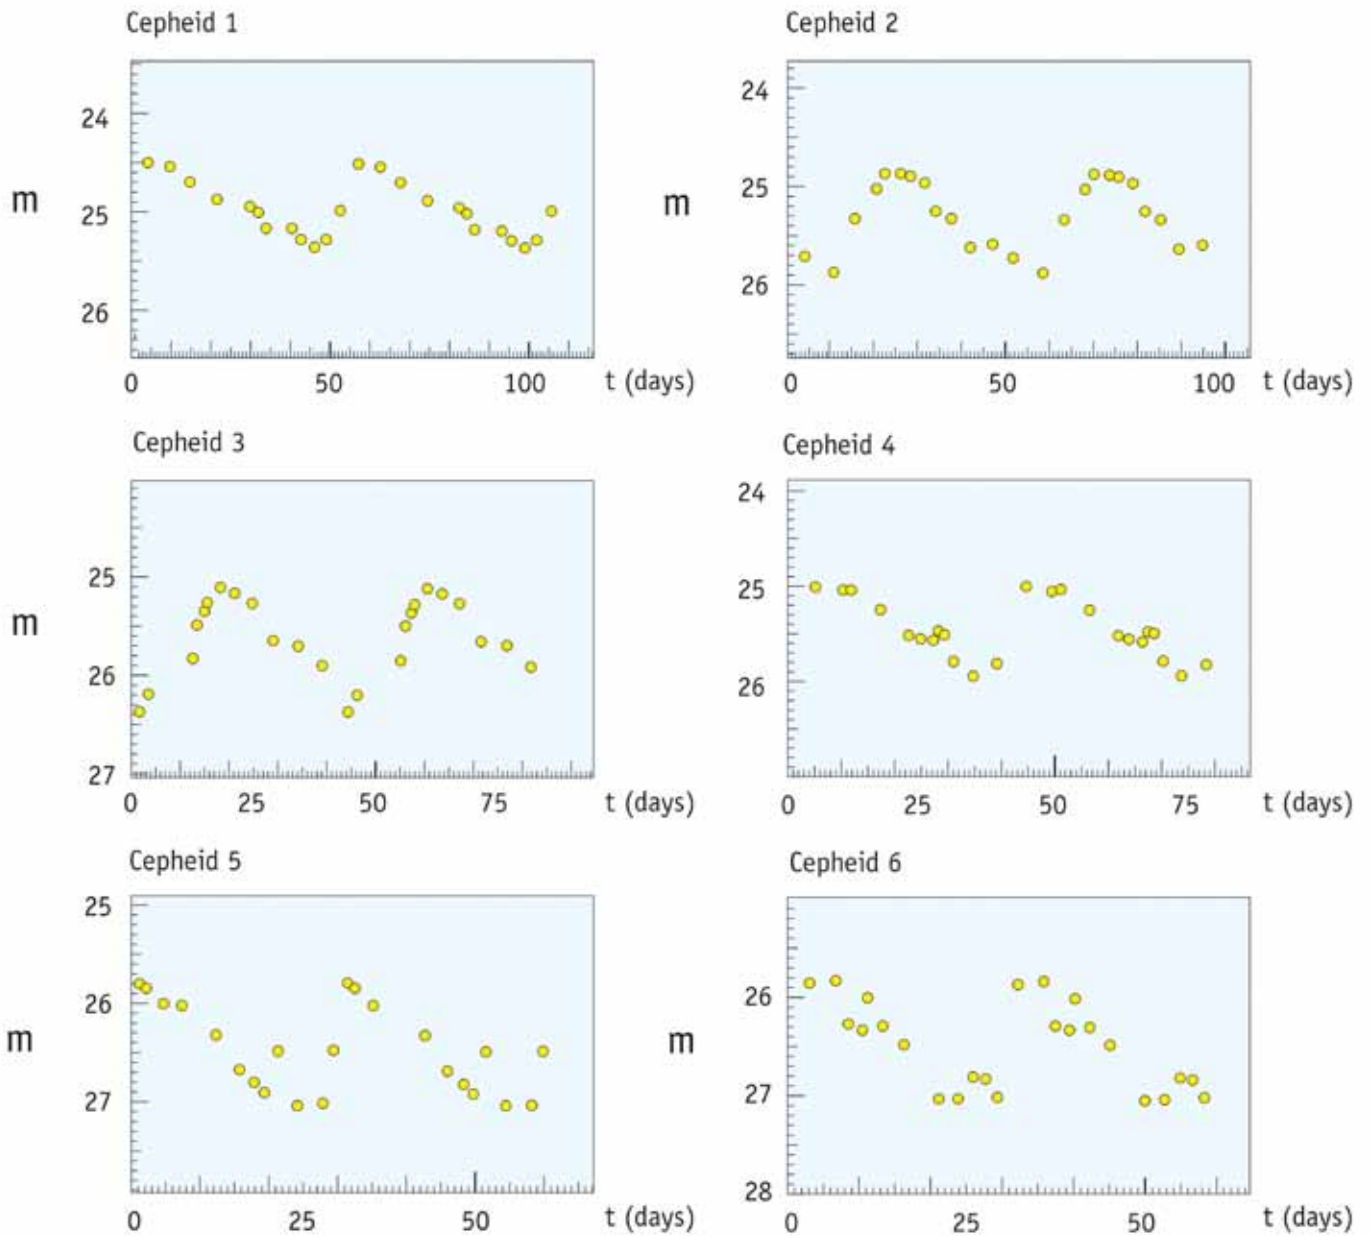 Cepheid 1
24
25
26
m
0 50 100 t (days)
Cepheid 2
24
25
26
m
0 50 100 t (days)
Cepheid 3
25
26
27
m
0 25 50 75 t (days)
Cepheid 4
24
25
26
0 25 50 75 t (days)
Cepheid 5
25
26
27
m
0 25 50 t (days)
Cepheid 6
26
27
28
m
0 25 50 t (days)